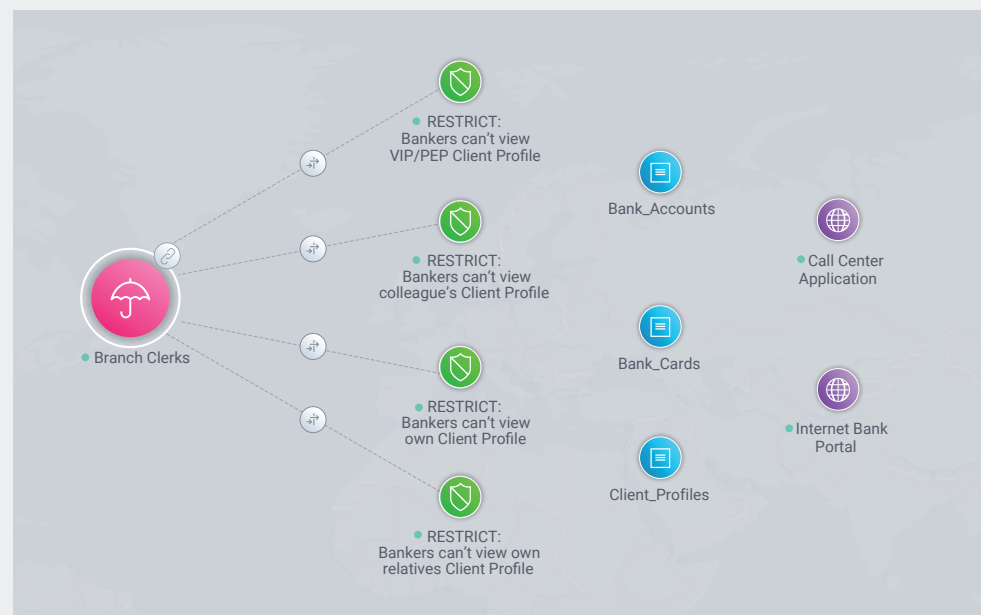 RESTRICT:
Bankers can’t view
VIP/PEP Client Profile
Bank_Accounts
RESTRICT:
Bankers can’t view
colleague’s Client Profile
Call Center
Application
Branch Clerks
Bank_Cards
RESTRICT:
Bankers can’t view
own Client Profile
Internet Bank
Portal
Client_Profiles
RESTRICT:
Bankers can’t view own
relatives Client Profile